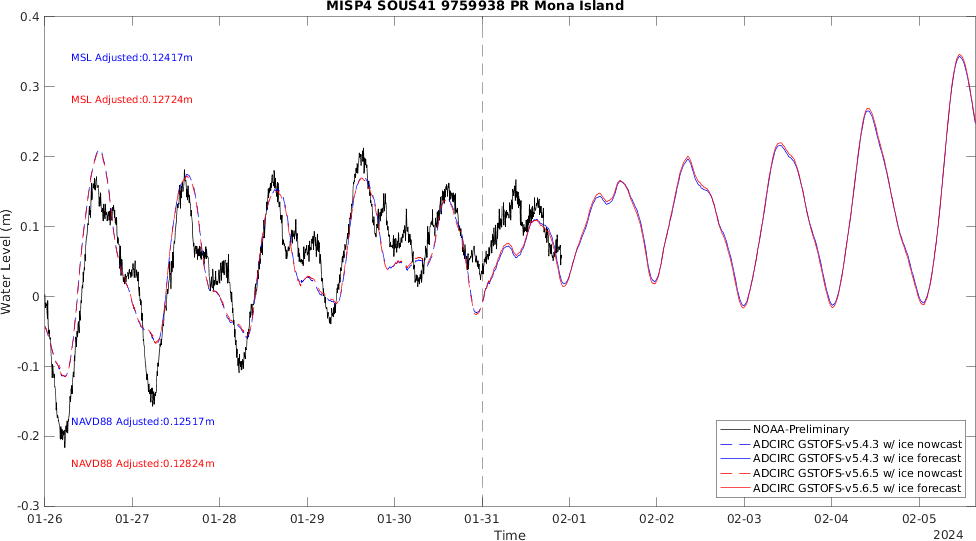 MISP4 SOUS41 9759938 PR Mona Island
0.4
MSL Adjusted:0.12417m
0.3
MSL Adjusted:0.12724m
0.2
0.1
Water Level (m)
0
-0.1
NAVD88 Adjusted:0.12517m
-0.2
NAVD88 Adjusted:0.12824m
-0.3
NOAA-Preliminary
ADCIRC GSTOFS-v5.4.3 w/ ice nowcast
ADCIRC GSTOFS-v5.4.3 w/ ice forecast
ADCIRC GSTOFS-v5.6.5 w/ ice nowcast
ADCIRC GSTOFS-v5.6.5 w/ ice forecast
01-26 01-27 01-28 01-29 01-30 01-31 02-01 02-02 02-03 02-04 02-05
Time
2024